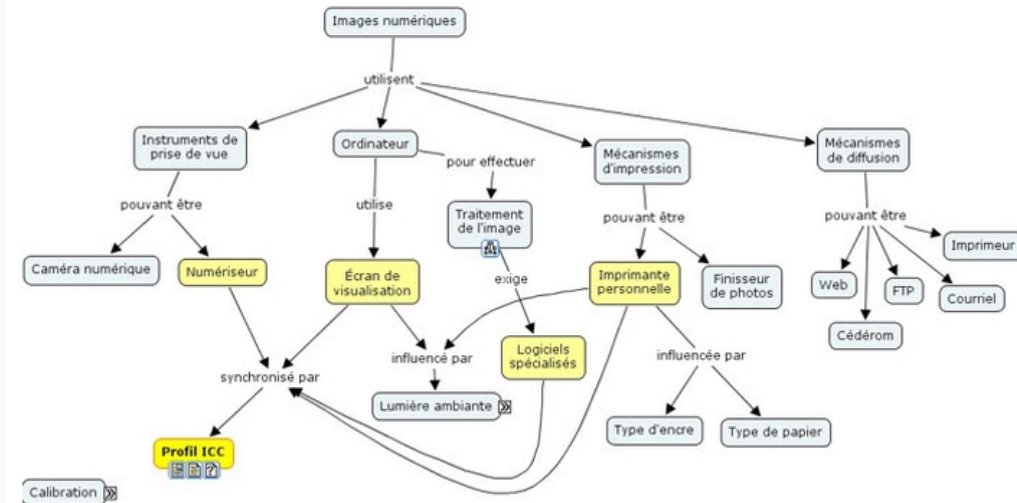 Images numériques
utilisent
Instruments de
prise de vue
Ordinateur
Mécanismes
d'impression
Mécanismes
de diffusion
pour effectuer
pouvant être
utilise
Traitement
de l'image
pouvant être
pouvant être
Caméra numérique
Numériseur
Écran de
visualisation
exige
Imprimante
personnelle
Finisseur
de photos
Web
FTP
Imprimeur
Courriel
Cédérom
synchronisé par
influencé par
Logiciels
spécialisés
influencée par
Lumière ambiante
Type d'encre
Type de papier
Profil ICC
Calibration